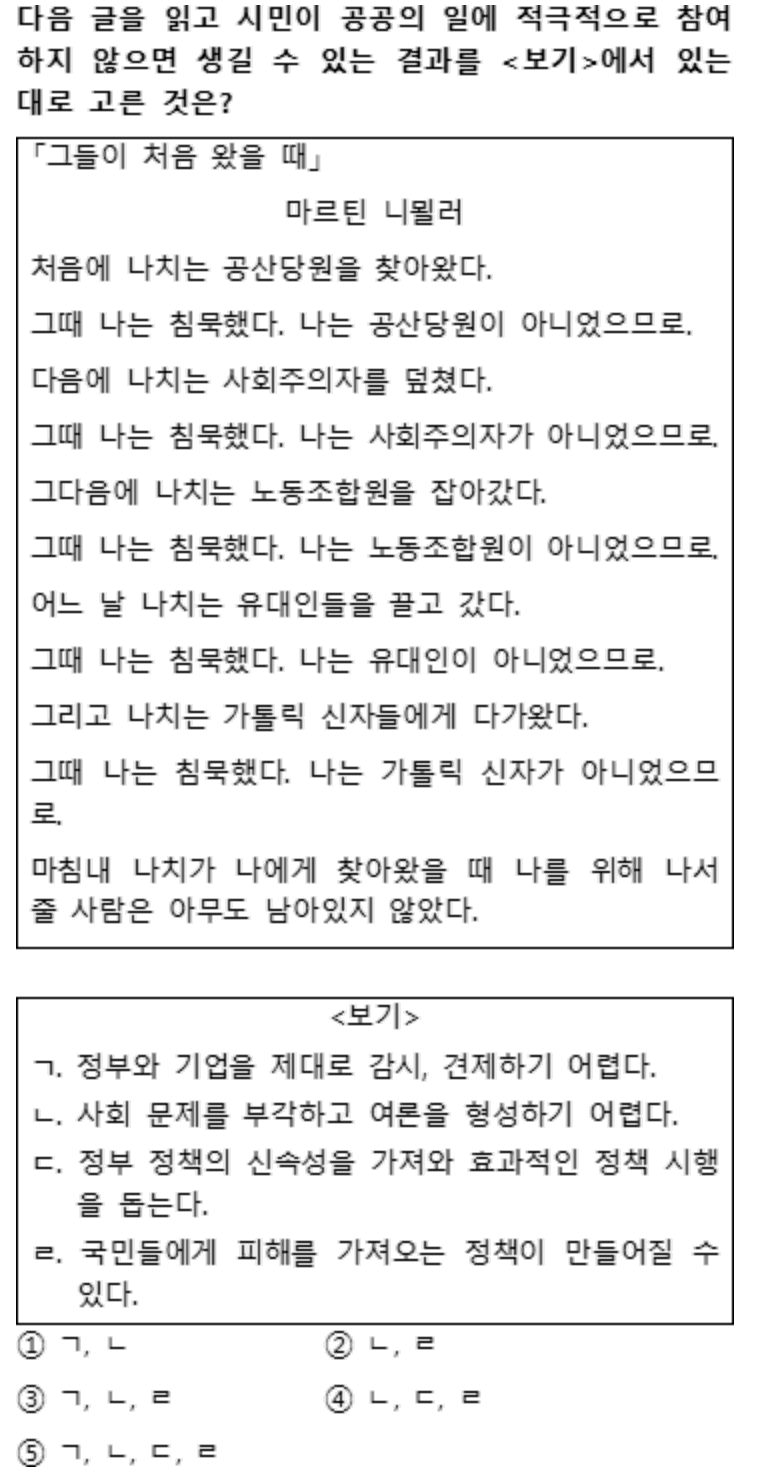 다음 글을 읽고 시민이 공공의 일에 적극적으로 참여
하지 않으면 생길 수 있는 결과를 <보기>에서 있는
대로 고른 것은?
「그들이 처음 왔을 때」
마르틴 니묄러
처음에 나치는 공산당원을 찾아왔다.
그때 나는 침묵했다. 나는 공산당원이 아니었으므로.
다음에 나치는 사회주의자를 덮쳤다.
그때 나는 침묵했다. 나는 사회주의자가 아니었으므로.
그다음에 나치는 노동조합원을 잡아갔다.
그때 나는 침묵했다. 나는 노동조합원이 아니었으므로.
어느 날 나치는 유대인들을 끌고 갔다.
그때 나는 침묵했다. 나는 유대인이 아니었으므로.
그리고 나치는 가톨릭 신자들에게 다가왔다.
그때 나는 침묵했다. 나는 가톨릭 신자가 아니었으므
로.
마침내 나치가 나에게 찾아왔을 때 나를 위해 나서
줄 사람은 아무도 남아있지 않았다.
<보기>
ㄱ. 정부와 기업을 제대로 감시, 견제하기 어렵다.
ㄴ. 사회 문제를 부각하고 여론을 형성하기 어렵다.
ㄷ. 정부 정책의 신속성을 가져와 효과적인 정책 시행
을 돕는다.
ㄹ. 국민들에게 피해를 가져오는 정책이 만들어질 수
있다.
① ㄱ, ㄴ ② ㄴ, ㄹ
③ ㄱ, ㄴ, ㄹ ④ ㄴ, ㄷ, ㄹ
⑤ ㄱ, ㄴ, ㄷ, ㄹ